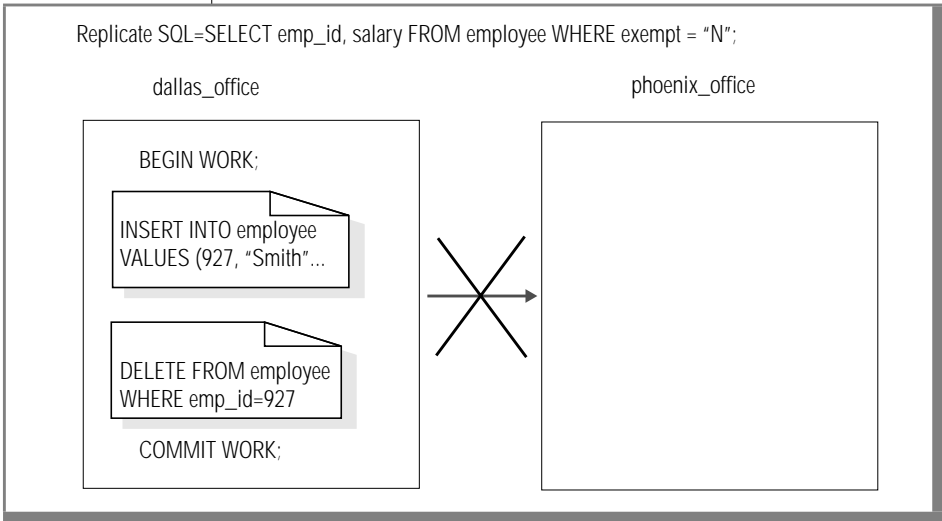 Replicate SQL=SELECT emp_id, salary FROM employee WHERE exempt = “N”;
dallas_office
phoenix_office
BEGIN WORK;
INSERT INTO employee
VALUES (927, “Smith”...
DELETE FROM employee
WHERE emp_id=927
COMMIT WORK;